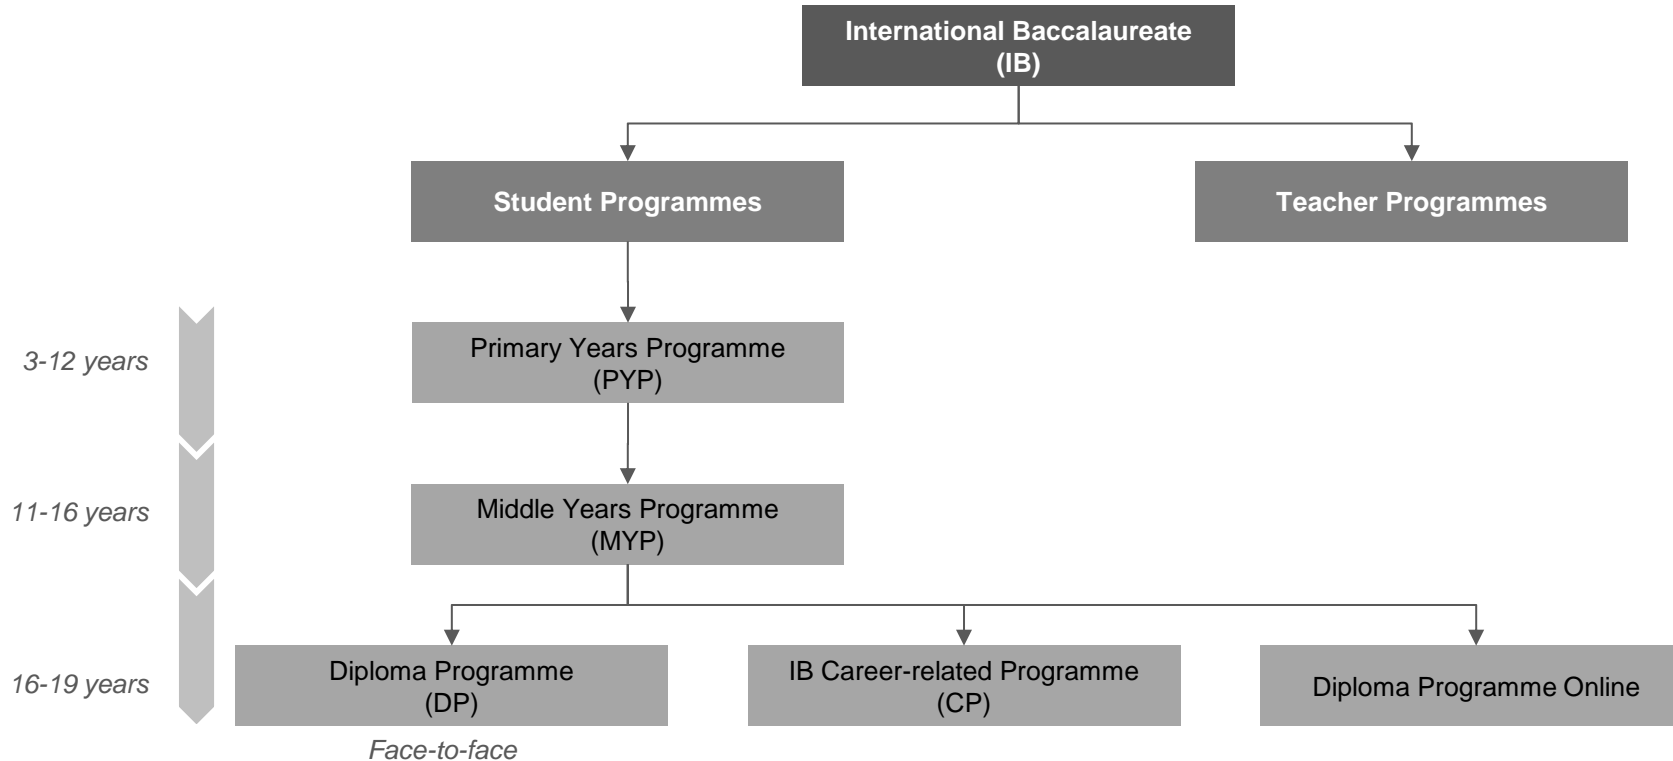 International Baccalaureate
(IB)
Student Programmes
Teacher Programmes
3-12 years
Primary Years Programme
(PYP)
11-16 years
Middle Years Programme
(MYP)
16-19 years
Diploma Programme
(DP)
IB Career-related Programme
(CP)
Diploma Programme Online
Face-to-face